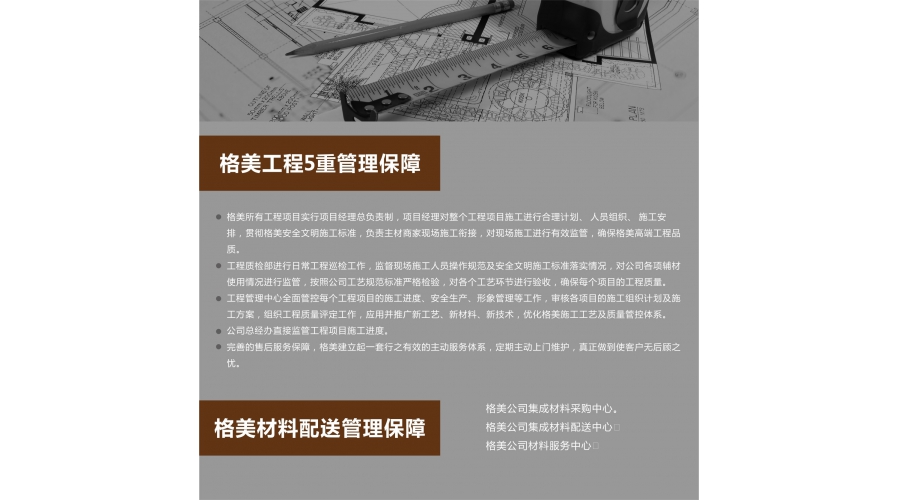 格美工程5重管理保障
格美所有工程项目实行项目经理总负责制，项目经理对整个工程项目施工进行合理计划、 人员组织、 施工安
排，贯彻格美安全文明施工标准，负责主材商家现场施工衔接，对现场施工进行有效监管，确保格美高端工程品
质。
工程质检部进行日常工程巡检工作，监督现场施工人员操作规范及安全文明施工标准落实情况，对公司各项辅材
使用情况进行监管，按照公司工艺规范标准严格检验，对各个工艺环节进行验收，确保每个项目的工程质量。
工程管理中心全面管控每个工程项目的施工进度、安全生产、形象管理等工作，审核各项目的施工组织计划及施
工方案，组织工程质量评定工作，应用并推广新工艺、新材料、新技术，优化格美施工工艺及质量管控体系。
公司总经办直接监管工程项目施工进度。
完善的售后服务保障，格美建立起一套行之有效的主动服务体系，定期主动上门维护，真正做到使客户无后顾之
忧。
格美材料配送管理保障
格美公司集成材料采购中心。
格美公司集成材料配送中心
格美公司材料服务中心